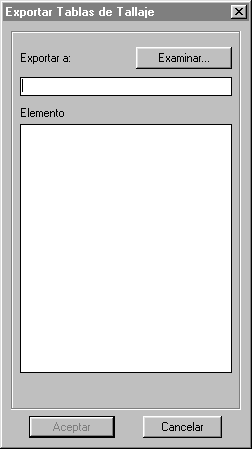 Exportar Tablas de Tallaje
Exportar a:
Examinar...
Elemento
Aceptar
Cancelar